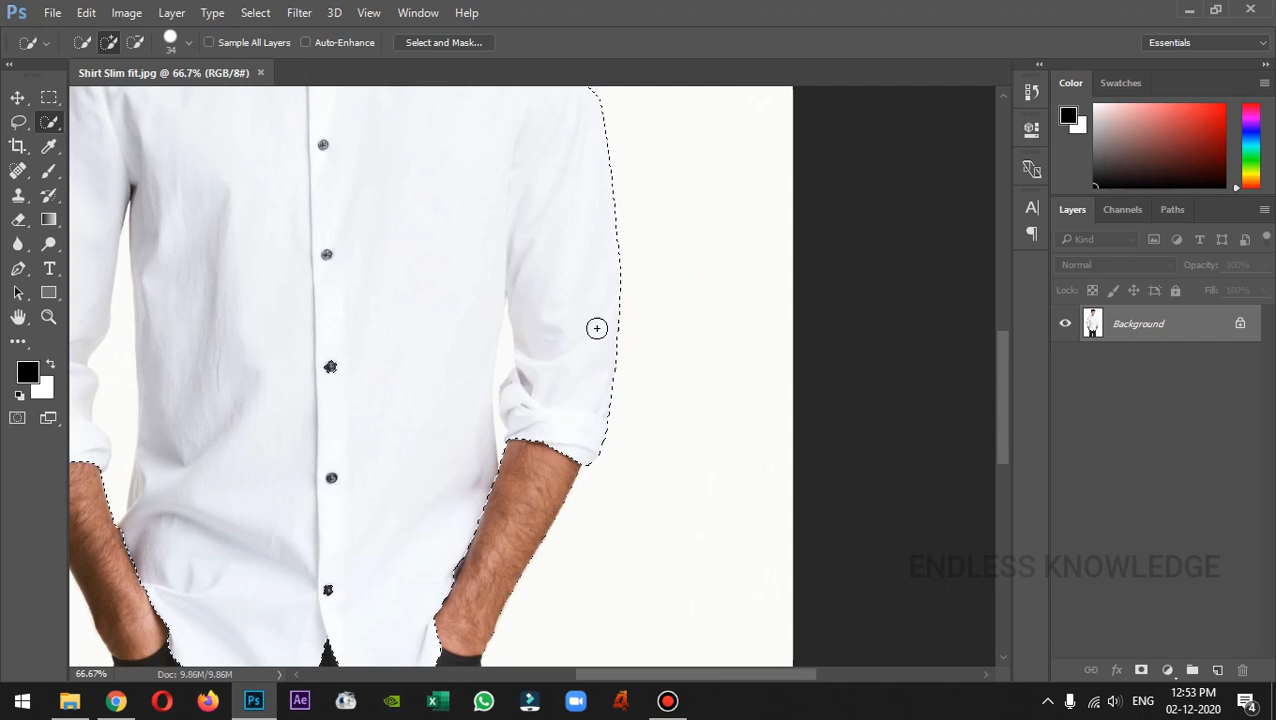 Ps File Edit Image Layer Type Select Filter 3D View Window Help
34 Sample All Layers Auto-Enhance Select and Mask... Essentials
Shirt Slim fit.jpg @ 66.7% (RGB/8#) ×
Color Swatches
Layers Channels Paths
Kind
Normal Opacity: 100%
Lock: Fill: 100%
Background
ENDLESS KNOWLEDGE
66.67% Doc: 9.86M/9.86M
Ps Ae ENG 12:53 PM
02-12-2020 4